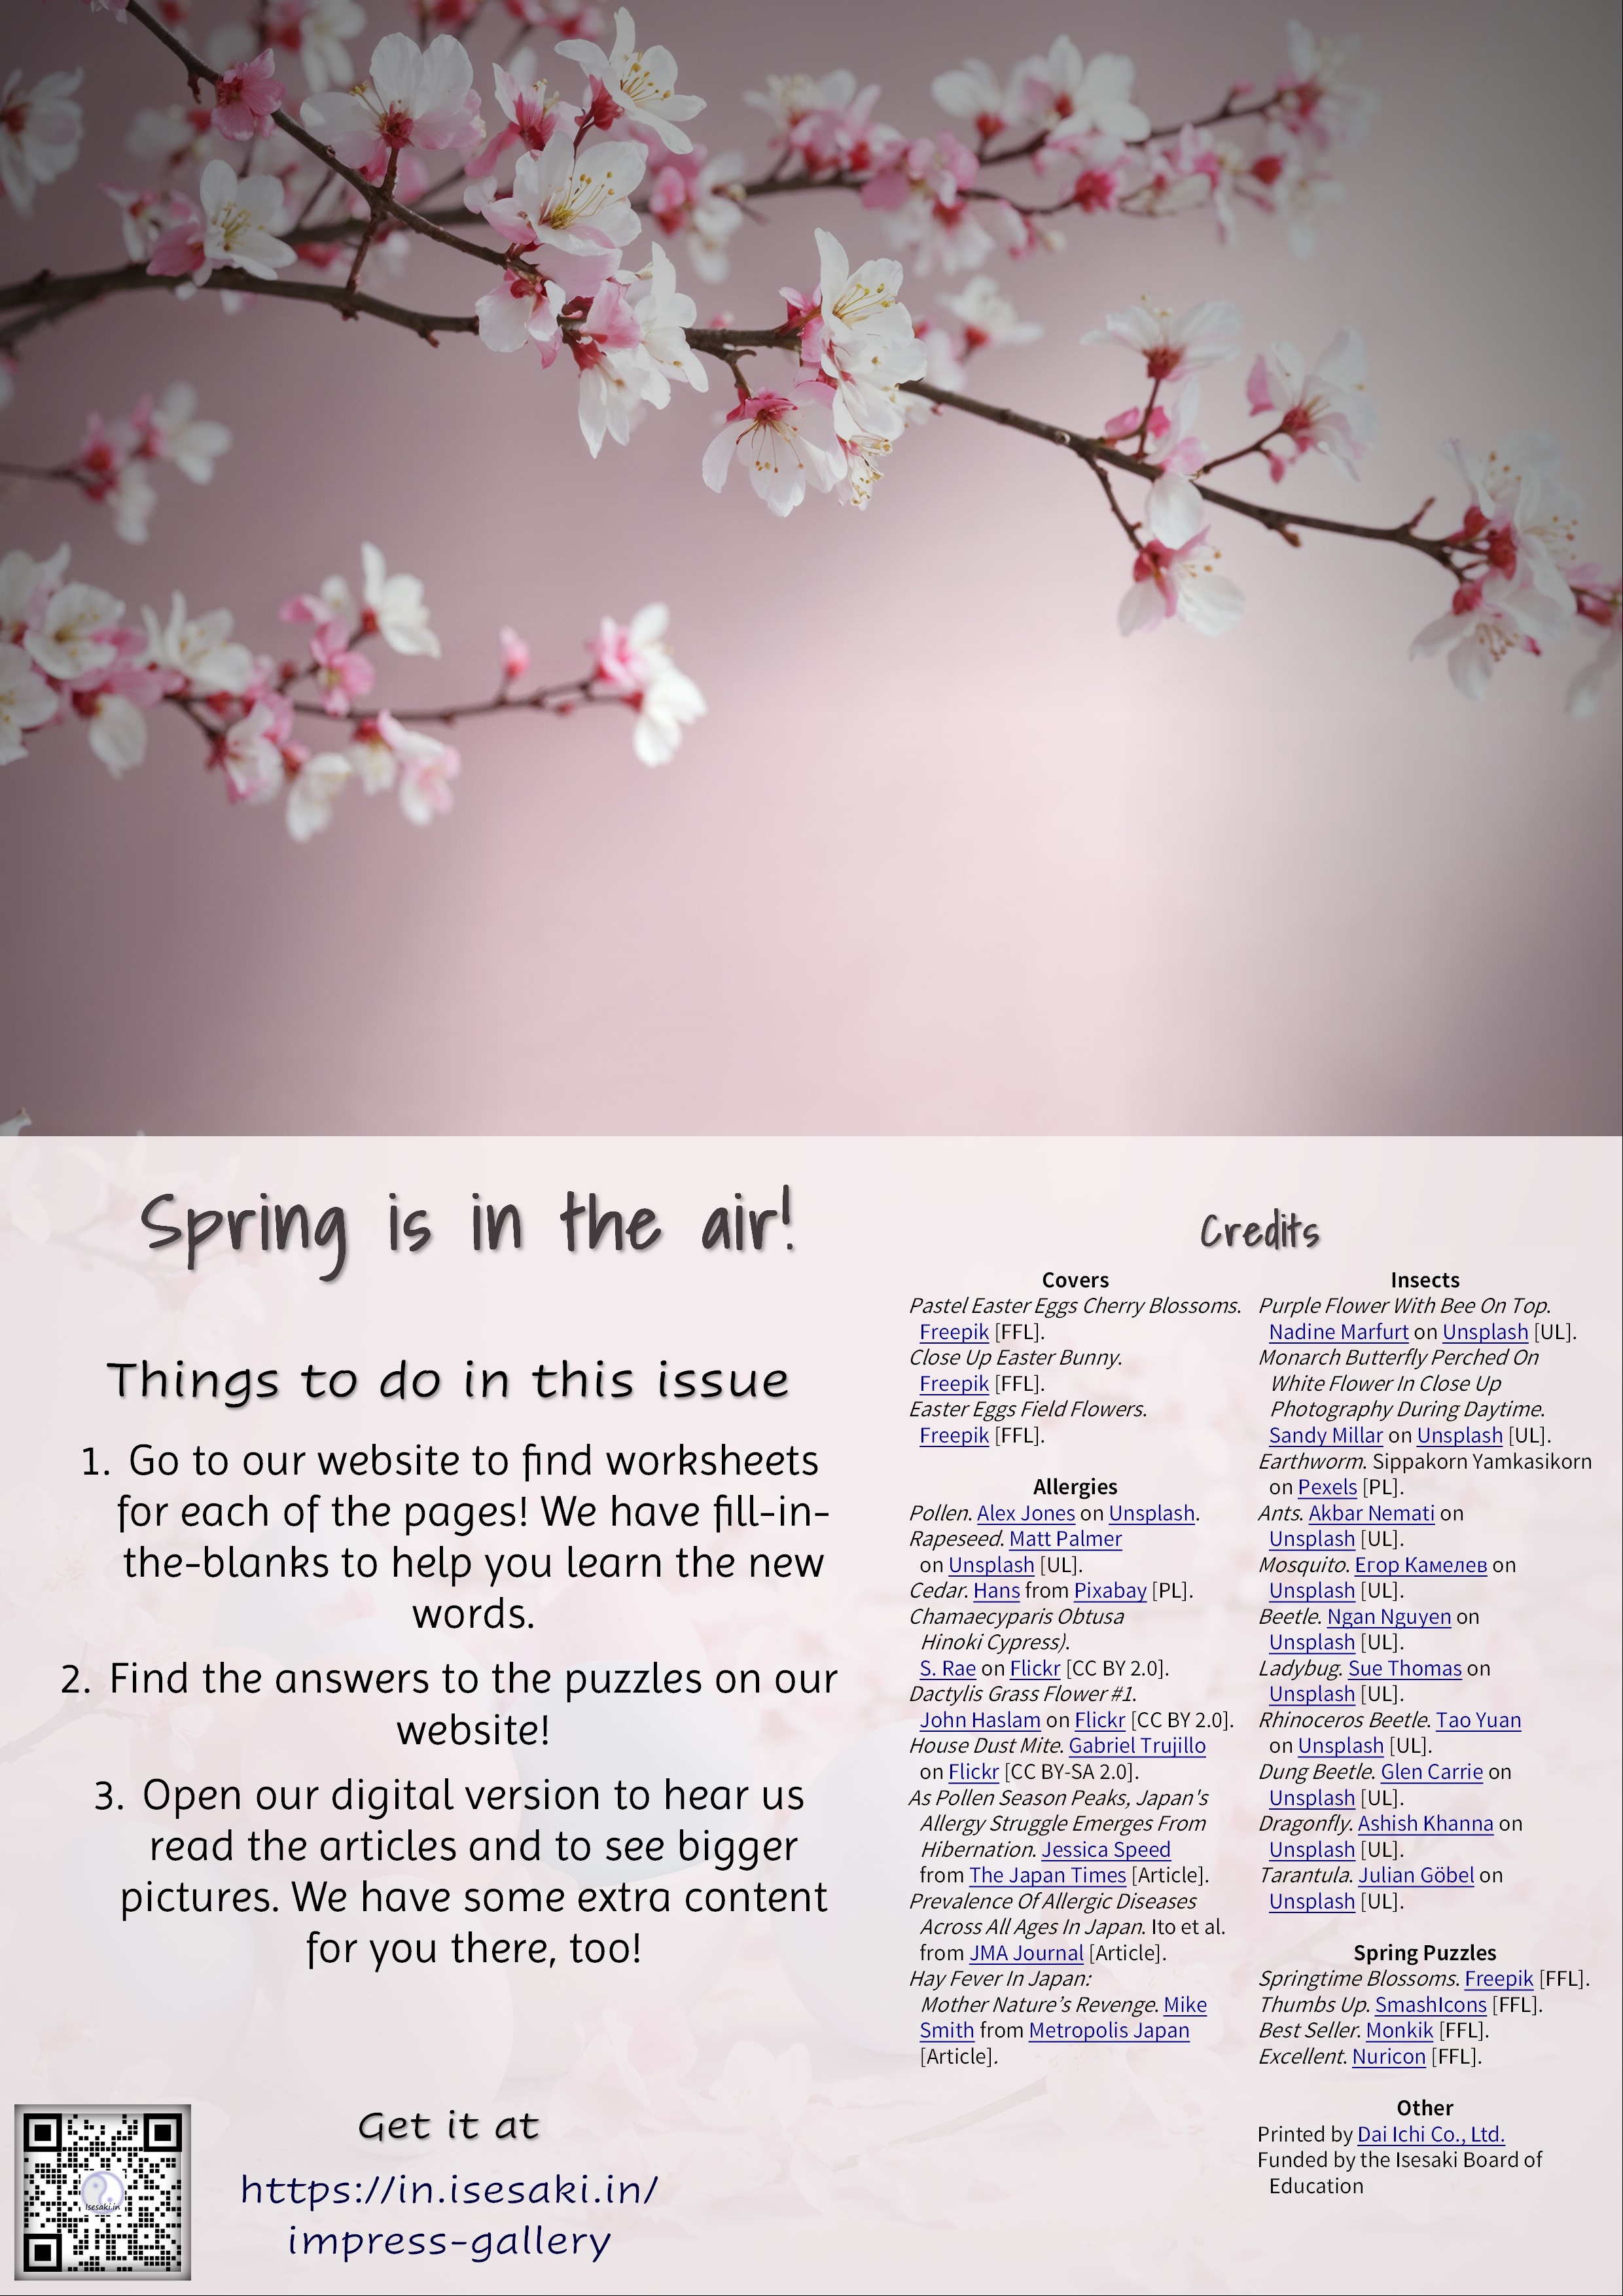 Spring is in the air!
Things to do in this issue
1. Go to our website to find worksheets
for each of the pages! We have fill-in-
the-blanks to help you learn the new
words.
2. Find the answers to the puzzles on our
website!
3. Open our digital version to hear us
read the articles and to see bigger
pictures. We have some extra content
for you there, too!
Get it at
https://in.isesaki.in/
impress-gallery
Isesaki.in
Credits
Covers
Pastel Easter Eggs Cherry Blossoms.
Freepik [FFL].
Close Up Easter Bunny.
Freepik [FFL].
Easter Eggs Field Flowers.
Freepik [FFL].
Allergies
Pollen. Alex Jones on Unsplash.
Rapeseed. Matt Palmer
on Unsplash [UL].
Cedar. Hans from Pixabay [PL].
Chamaecyparis Obtusa
Hinoki Cypress).
S. Rae on Flickr [CC BY 2.0].
Dactylis Grass Flower #1.
John Haslam on Flickr [CC BY 2.0].
House Dust Mite. Gabriel Trujillo
on Flickr [CC BY-SA 2.0].
As Pollen Season Peaks, Japan's
Allergy Struggle Emerges From
Hibernation. Jessica Speed
from The Japan Times [Article].
Prevalence Of Allergic Diseases
Across All Ages In Japan. Ito et al.
from JMA Journal [Article].
Hay Fever In Japan:
Mother Nature’s Revenge. Mike
Smith from Metropolis Japan
[Article].
Insects
Purple Flower With Bee On Top.
Nadine Marfurt on Unsplash [UL].
Monarch Butterfly Perched On
White Flower In Close Up
Photography During Daytime.
Sandy Millar on Unsplash [UL].
Earthworm. Sippakorn Yamkasikorn
on Pexels [PL].
Ants. Akbar Nemati on
Unsplash [UL].
Mosquito. Егор Камелев on
Unsplash [UL].
Beetle. Ngan Nguyen on
Unsplash [UL].
Ladybug. Sue Thomas on
Unsplash [UL].
Rhinoceros Beetle. Tao Yuan
on Unsplash [UL].
Dung Beetle. Glen Carrie on
Unsplash [UL].
Dragonfly. Ashish Khanna on
Unsplash [UL].
Tarantula. Julian Göbel on
Unsplash [UL].
Spring Puzzles
Springtime Blossoms. Freepik [FFL].
Thumbs Up. SmashIcons [FFL].
Best Seller. Monkik [FFL].
Excellent. Nuricon [FFL].
Other
Printed by Dai Ichi Co., Ltd.
Funded by the Isesaki Board of
Education